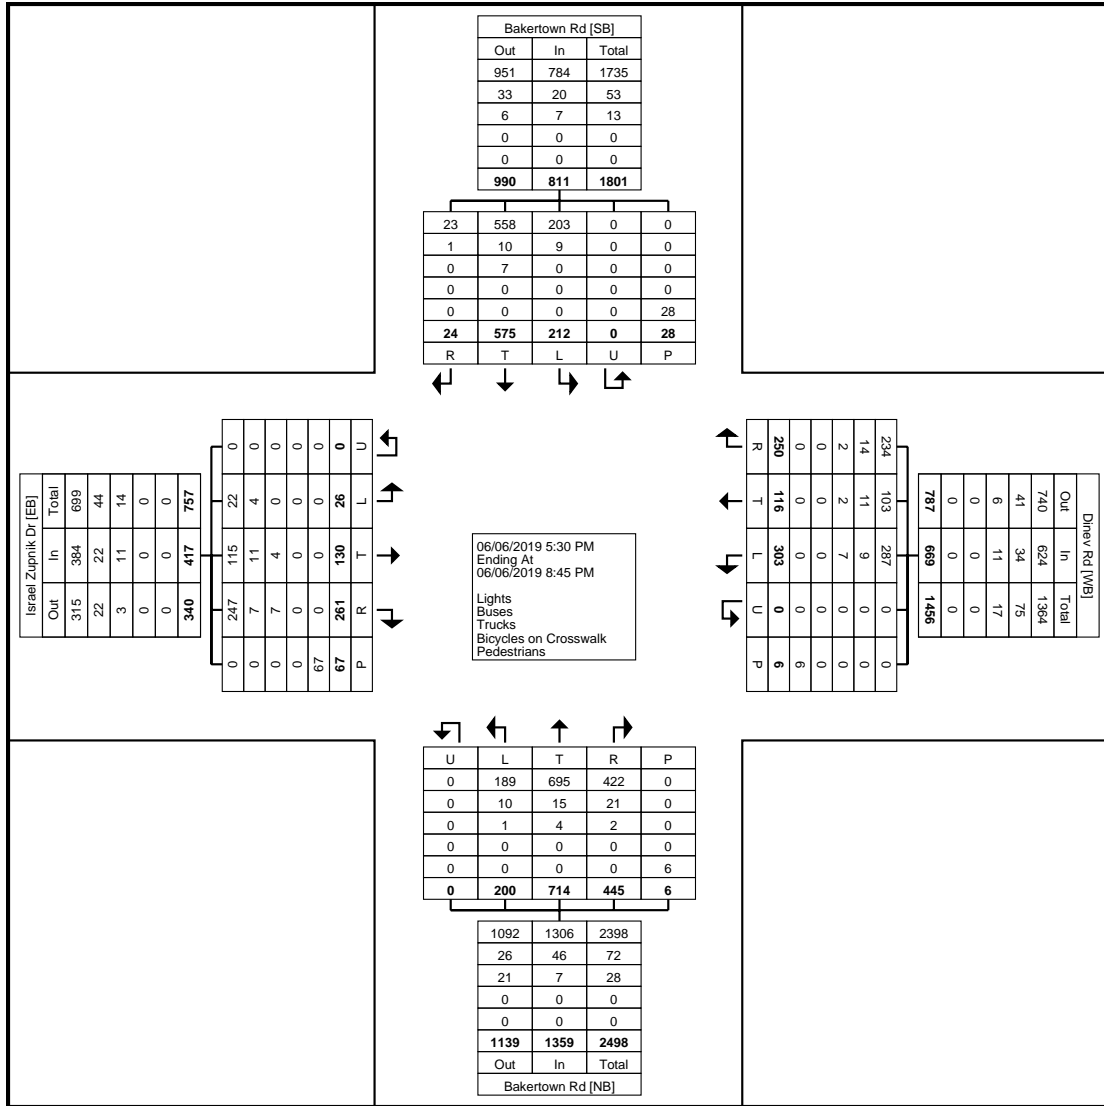 Bakertown Rd [SB]
Out In Total
951 784 1735
33 20 53
6 7 13
0 0 0
0 0 0
990 811 1801
23 558 203 0 0
1 10 9 0 0
0 7 0 0 0
0 0 0 0 0
0 0 0 0 28
24 575 212 0 28
R T L U P
Israel Zupnik Dr [EB]
Total 699 44 14 0 0 757
In 384 22 11 0 0 417
Out 315 22 3 0 0 340
0 0 0 0 0 0 U
22 4 0 0 0 26 L
115 11 4 0 0 130 T
247 7 7 0 0 261 R
0 0 0 0 67 67 P
06/06/2019 5:30 PM
Ending At
06/06/2019 8:45 PM
Lights
Buses
Trucks
Bicycles on Crosswalk
Pedestrians
R 250 0 0 2 14 234
T 116 0 0 2 11 103
L 303 0 0 7 9 287
U 0 0 0 0 0 0
P 6 6 0 0 0 0
787 0 0 6 41 740 Out
669 0 0 11 34 624 In
1456 0 0 17 75 1364 Total
Dinev Rd [WB]
U L T R P
0 189 695 422 0
0 10 15 21 0
0 1 4 2 0
0 0 0 0 0
0 0 0 0 6
0 200 714 445 6
1092 1306 2398
26 46 72
21 7 28
0 0 0
0 0 0
1139 1359 2498
Out In Total
Bakertown Rd [NB]